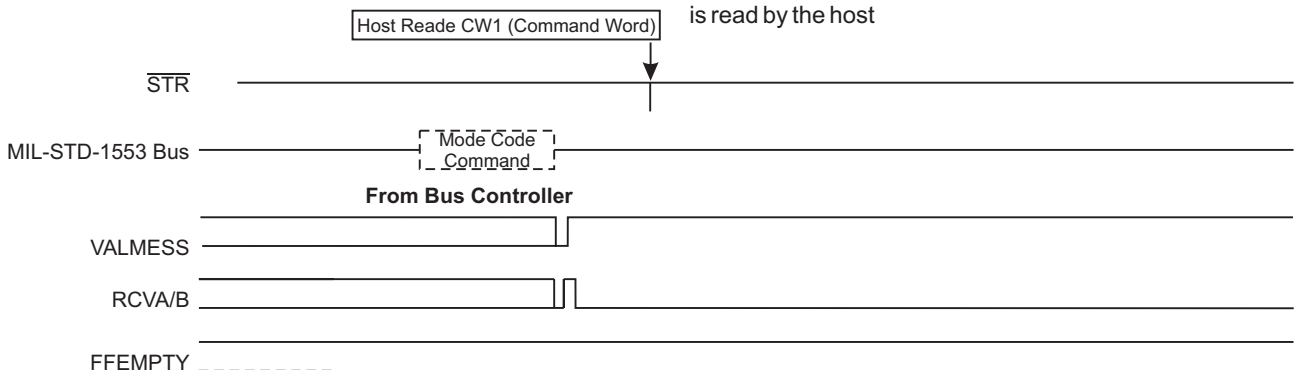 is read by the host
Host Reade CW1 (Command Word)
STR
MIL-STD-1553 Bus
Mode Code
Command
From Bus Controller
VALMESS
RCVA/B
FFEMPTY